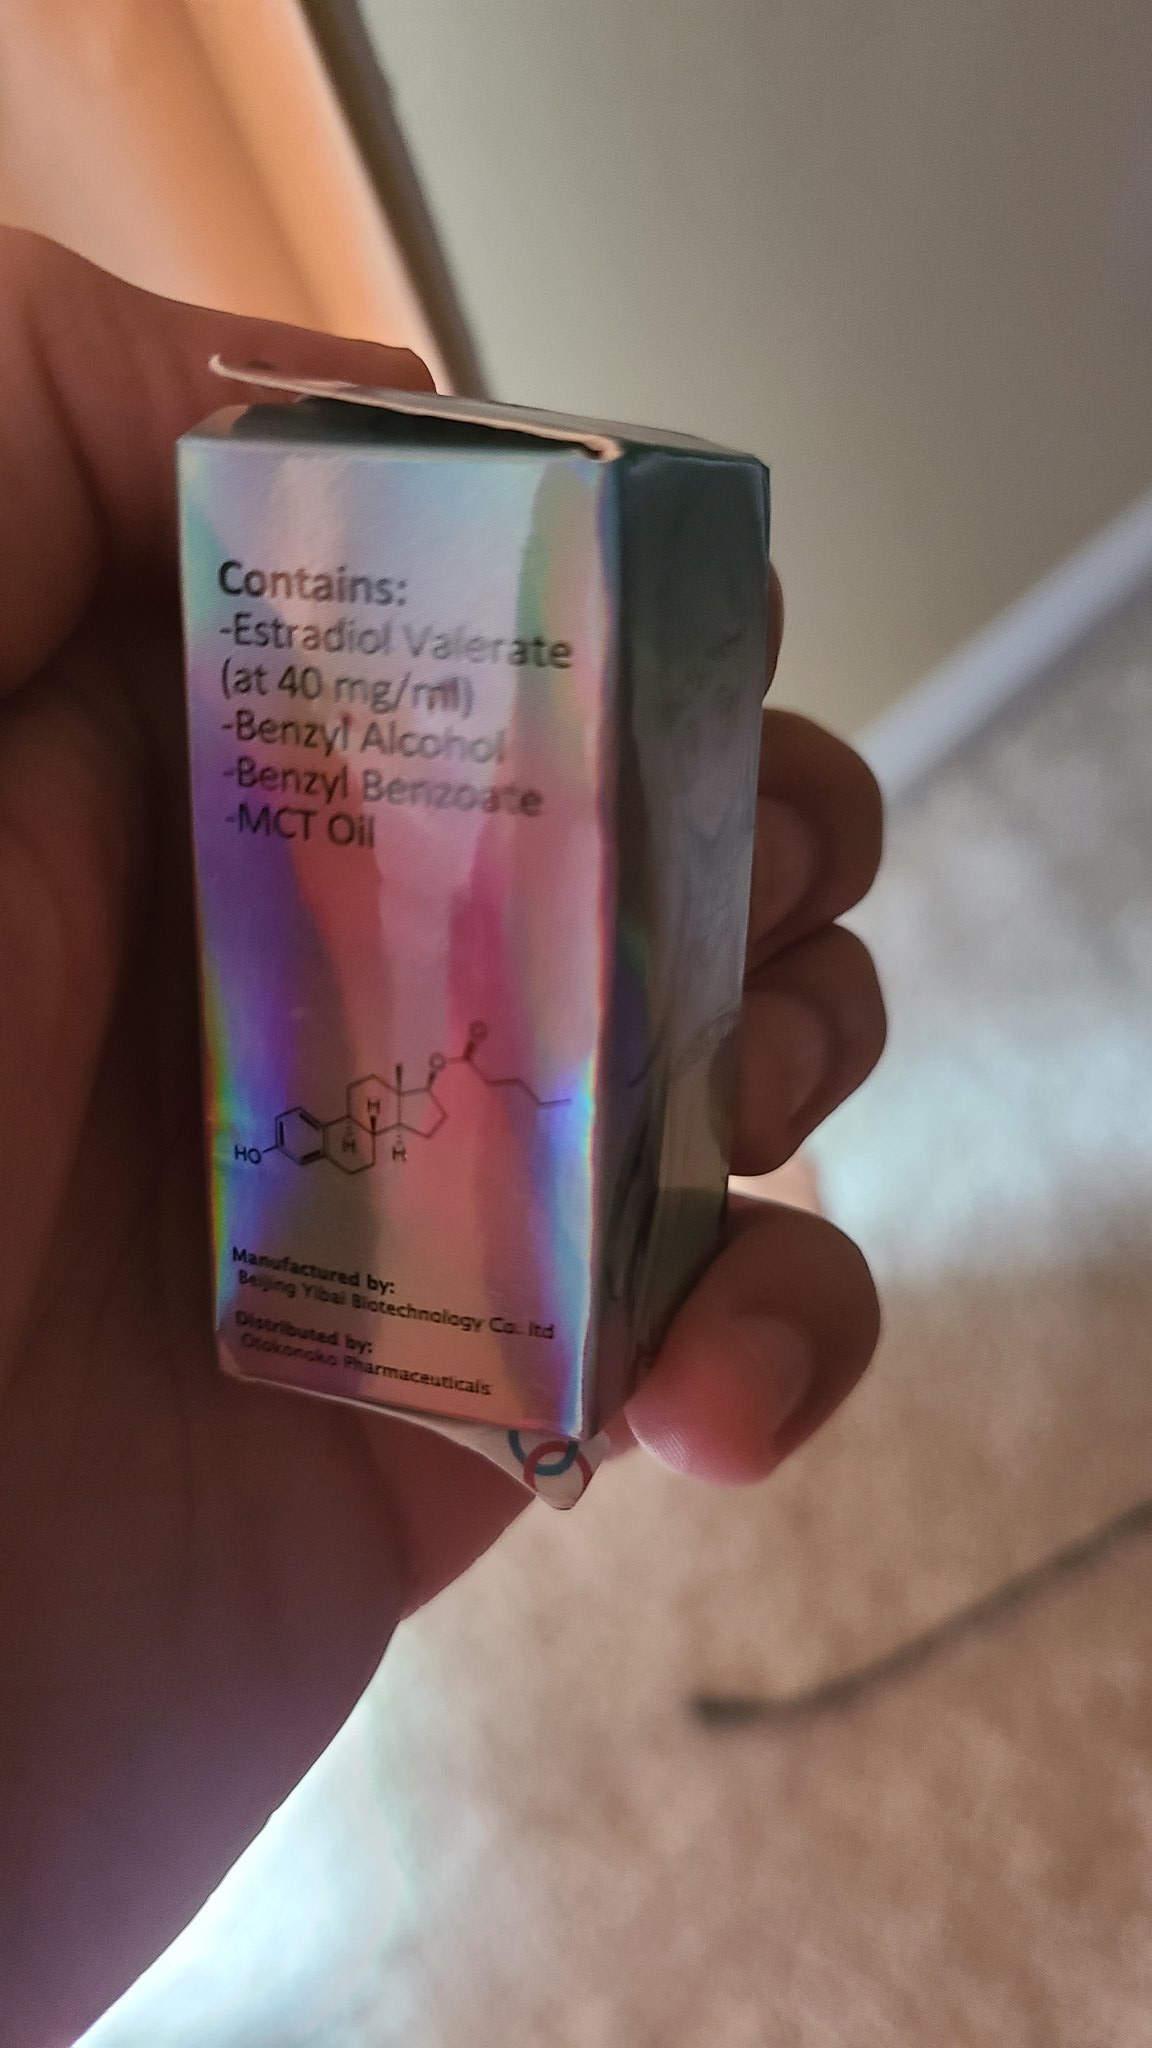 Contains:
-Estradiol Valerate
(at 40 mg/ml)
-Benzyl Alcohol
-Benzyl Benzoate
-MCT Oil
O
O
H
H
H
HO
Manufactured by:
Beijing Yibai Biotechnology Co. ltd
Distributed by:
Otokonoko Pharmaceuticals